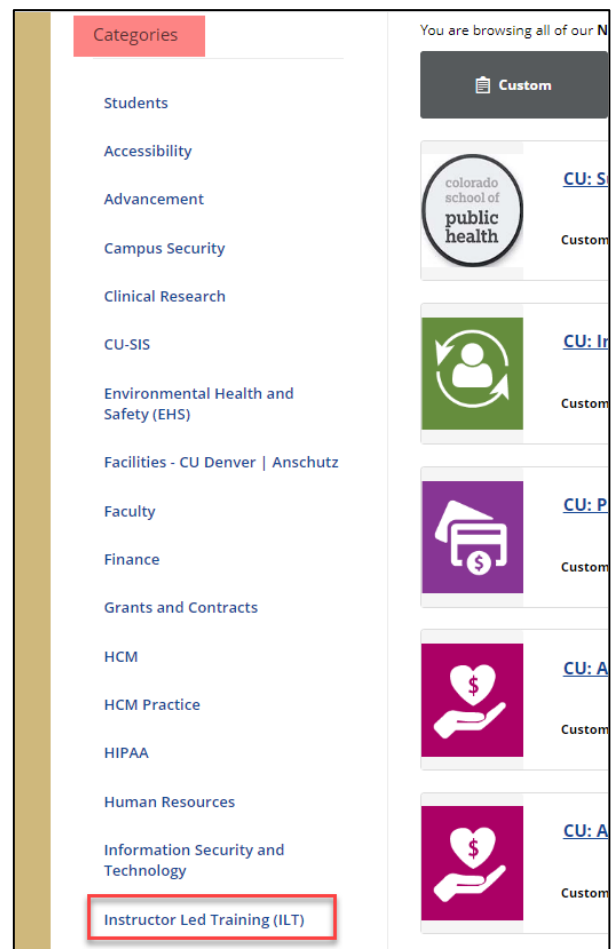 Categories
Students
Accessibility
Advancement
Campus Security
Clinical Research
CU-SIS
Environmental Health and
Safety (EHS)
Facilities - CU Denver | Anschutz
Faculty
Finance
Grants and Contracts
HCM
HCM Practice
HIPAA
Human Resources
Information Security and
Technology
Instructor Led Training (ILT)
You are browsing all of our N
Custom
colorado
school of
public
health
CU: S
Custom
CU: Ir
Custom
CU: P
Custom
$
CU: A
Custom
$
CU: A
Custom
$